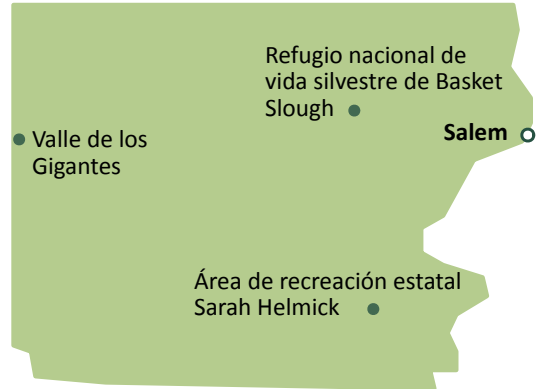 Refugio nacional de
vida silvestre de Basket
Slough
Salem
Valle de los
Gigantes
Área de recreación estatal
Sarah Helmick